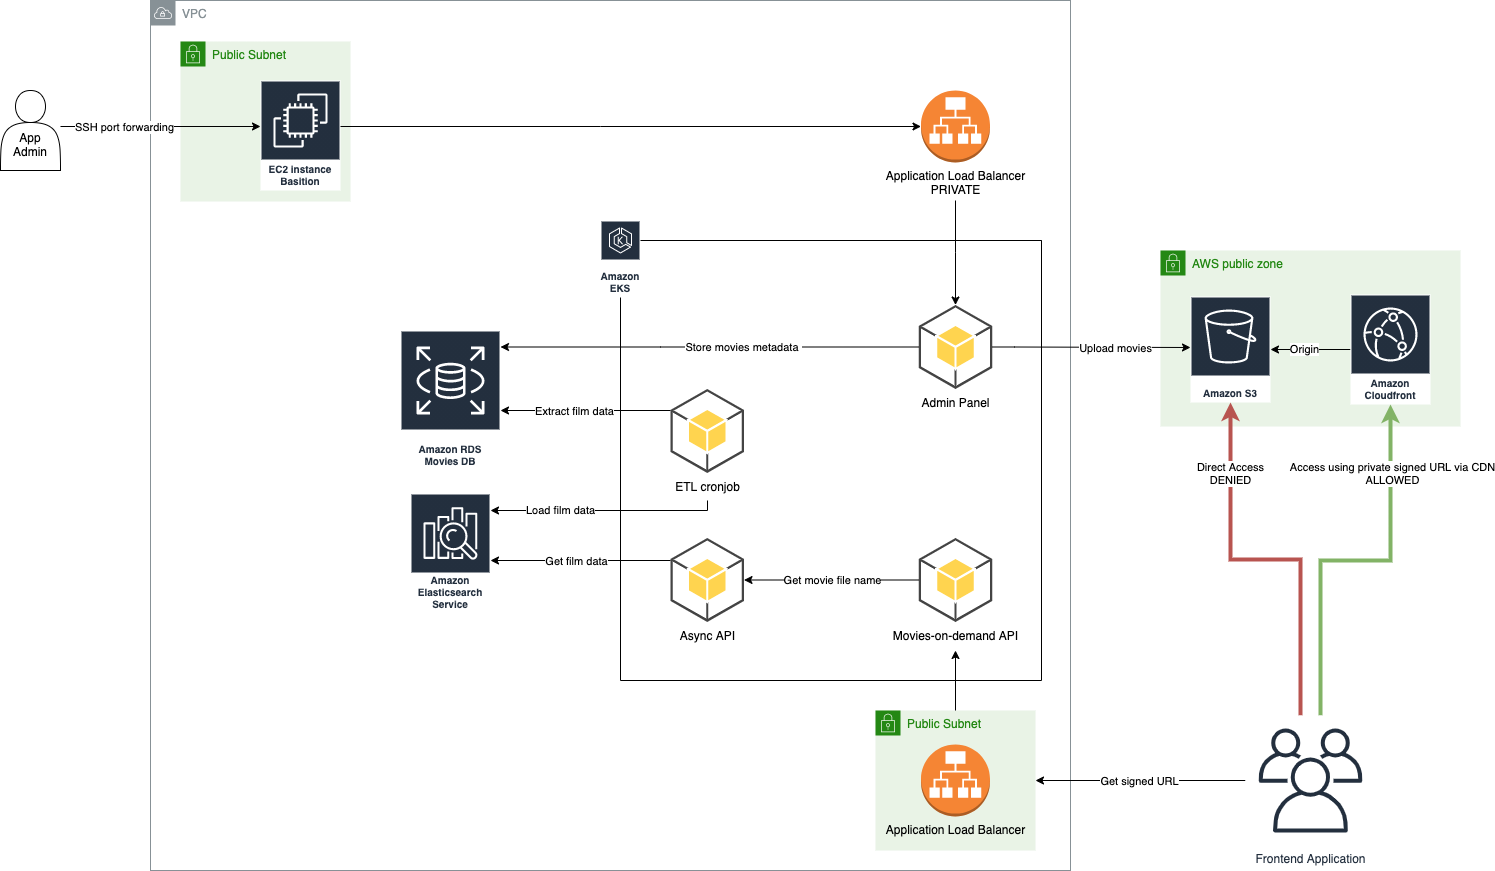 VPC
Public Subnet
App
Admin
SSH port forwarding
EC2 instance
Basition
Application Load Balancer
PRIVATE
Amazon
EKS
AWS public zone
Store movies metadata
Admin Panel
Upload movies
Amazon S3
Origin
Amazon
Cloudfront
Extract film data
Amazon RDS
Movies DB
ETL cronjob
Direct Access
DENIED
Access using private signed URL via CDN
ALLOWED
Load film data
Get film data
Amazon
Elasticsearch
Service
Async API
Get movie file name
Movies-on-demand API
Public Subnet
Application Load Balancer
Get signed URL
Frontend Application